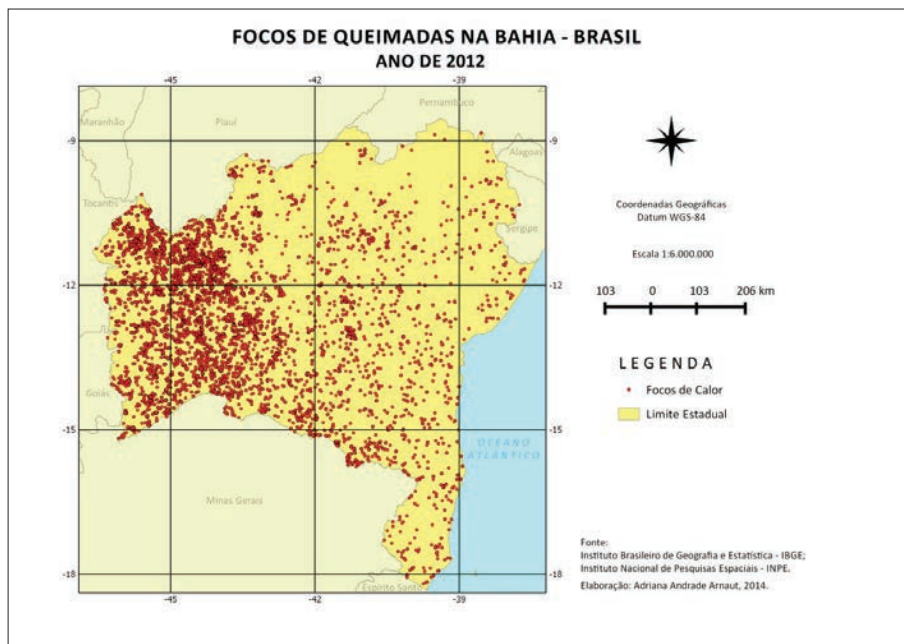 FOCOS DE QUEIMADAS NA BAHIA - BRASIL
ANO DE 2012
-45 -42 -39
Pernambuco
Maranhão Piauí
-9 -9
Alagoas
Tocantis
Sergipe
-12 -12
Goiás
-15 -15
OCEANO
ATLÂNTICO
Minas Gerais
-18 -18
Espírito Santo
-45 -42 -39
Coordenadas Geográficas
Datum WGS-84
Escala 1:6.000.000
103 0 103 206 km
LEGENDA
Focos de Calor
Limite Estadual
Fonte:
Instituto Brasileiro de Geografia e Estatística - IBGE;
Instituto Nacional de Pesquisas Espaciais - INPE.
Elaboração: Adriana Andrade Arnaut, 2014.